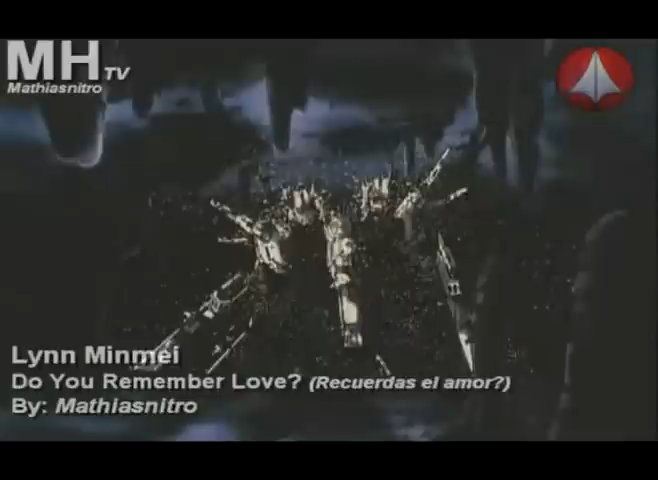 MH TV
Mathiasnitro
Lynn Minmei
Do You Remember Love? (Recuerdas el amor?)
By: Mathiasnitro